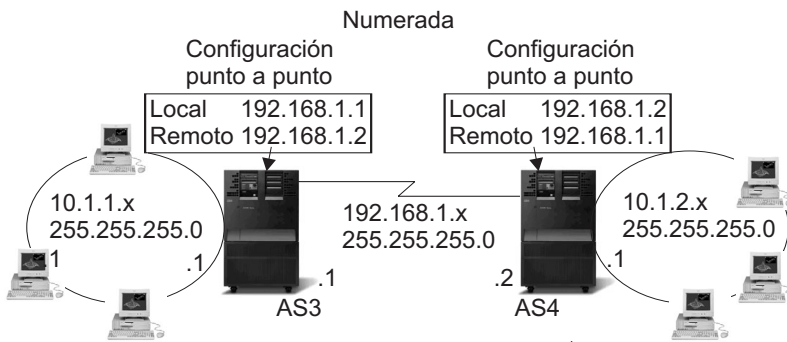 Numerada
Configuración
punto a punto
Local 192.168.1.1
Remoto 192.168.1.2
Configuración
punto a punto
Local 192.168.1.2
Remoto 192.168.1.1
10.1.1.x
255.255.255.0
1
.1
.1
AS3
192.168.1.x
255.255.255.0
.2
AS4
10.1.2.x
255.255.255.0
.1